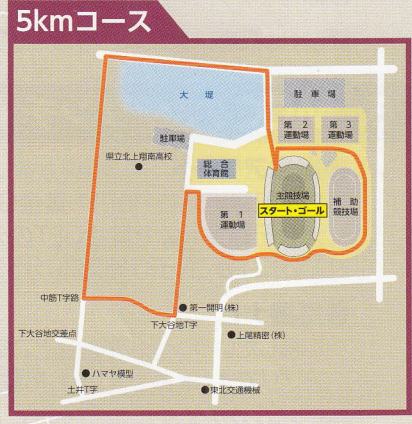 5kmコース
大 堤
駐 車 場
第 2
運動場
第 3
運動場
駐車場
県立北上翔南高校
総 合
体育館
主競技場
スタート・ゴール
補 助
競技場
第 1
運動場
中筋T字路
第一開明(株)
下大谷地T字
下大谷地交差点
上尾精密(株)
ハマヤ模型
土井T字
東北交通機械